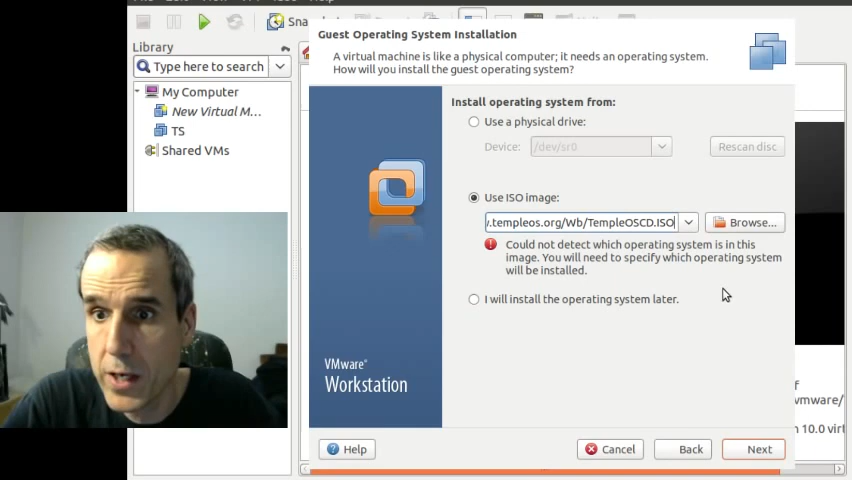 Snap
Library
Type here to search
My Computer
New Virtual M...
TS
Shared VMs
Guest Operating System Installation
A virtual machine is like a physical computer; it needs an operating system.
How will you install the guest operating system?
Install operating system from:
Use a physical drive:
Device: /dev/sr0 Rescan disc
Use ISO image:
.templeos.org/Wb/TempleOSCD.ISO Browse...
Could not detect which operating system is in this
image. You will need to specify which operating system
will be installed.
I will install the operating system later.
VMware®
Workstation
Help
Cancel
Back
Next
f
vmware/
10.0 virt